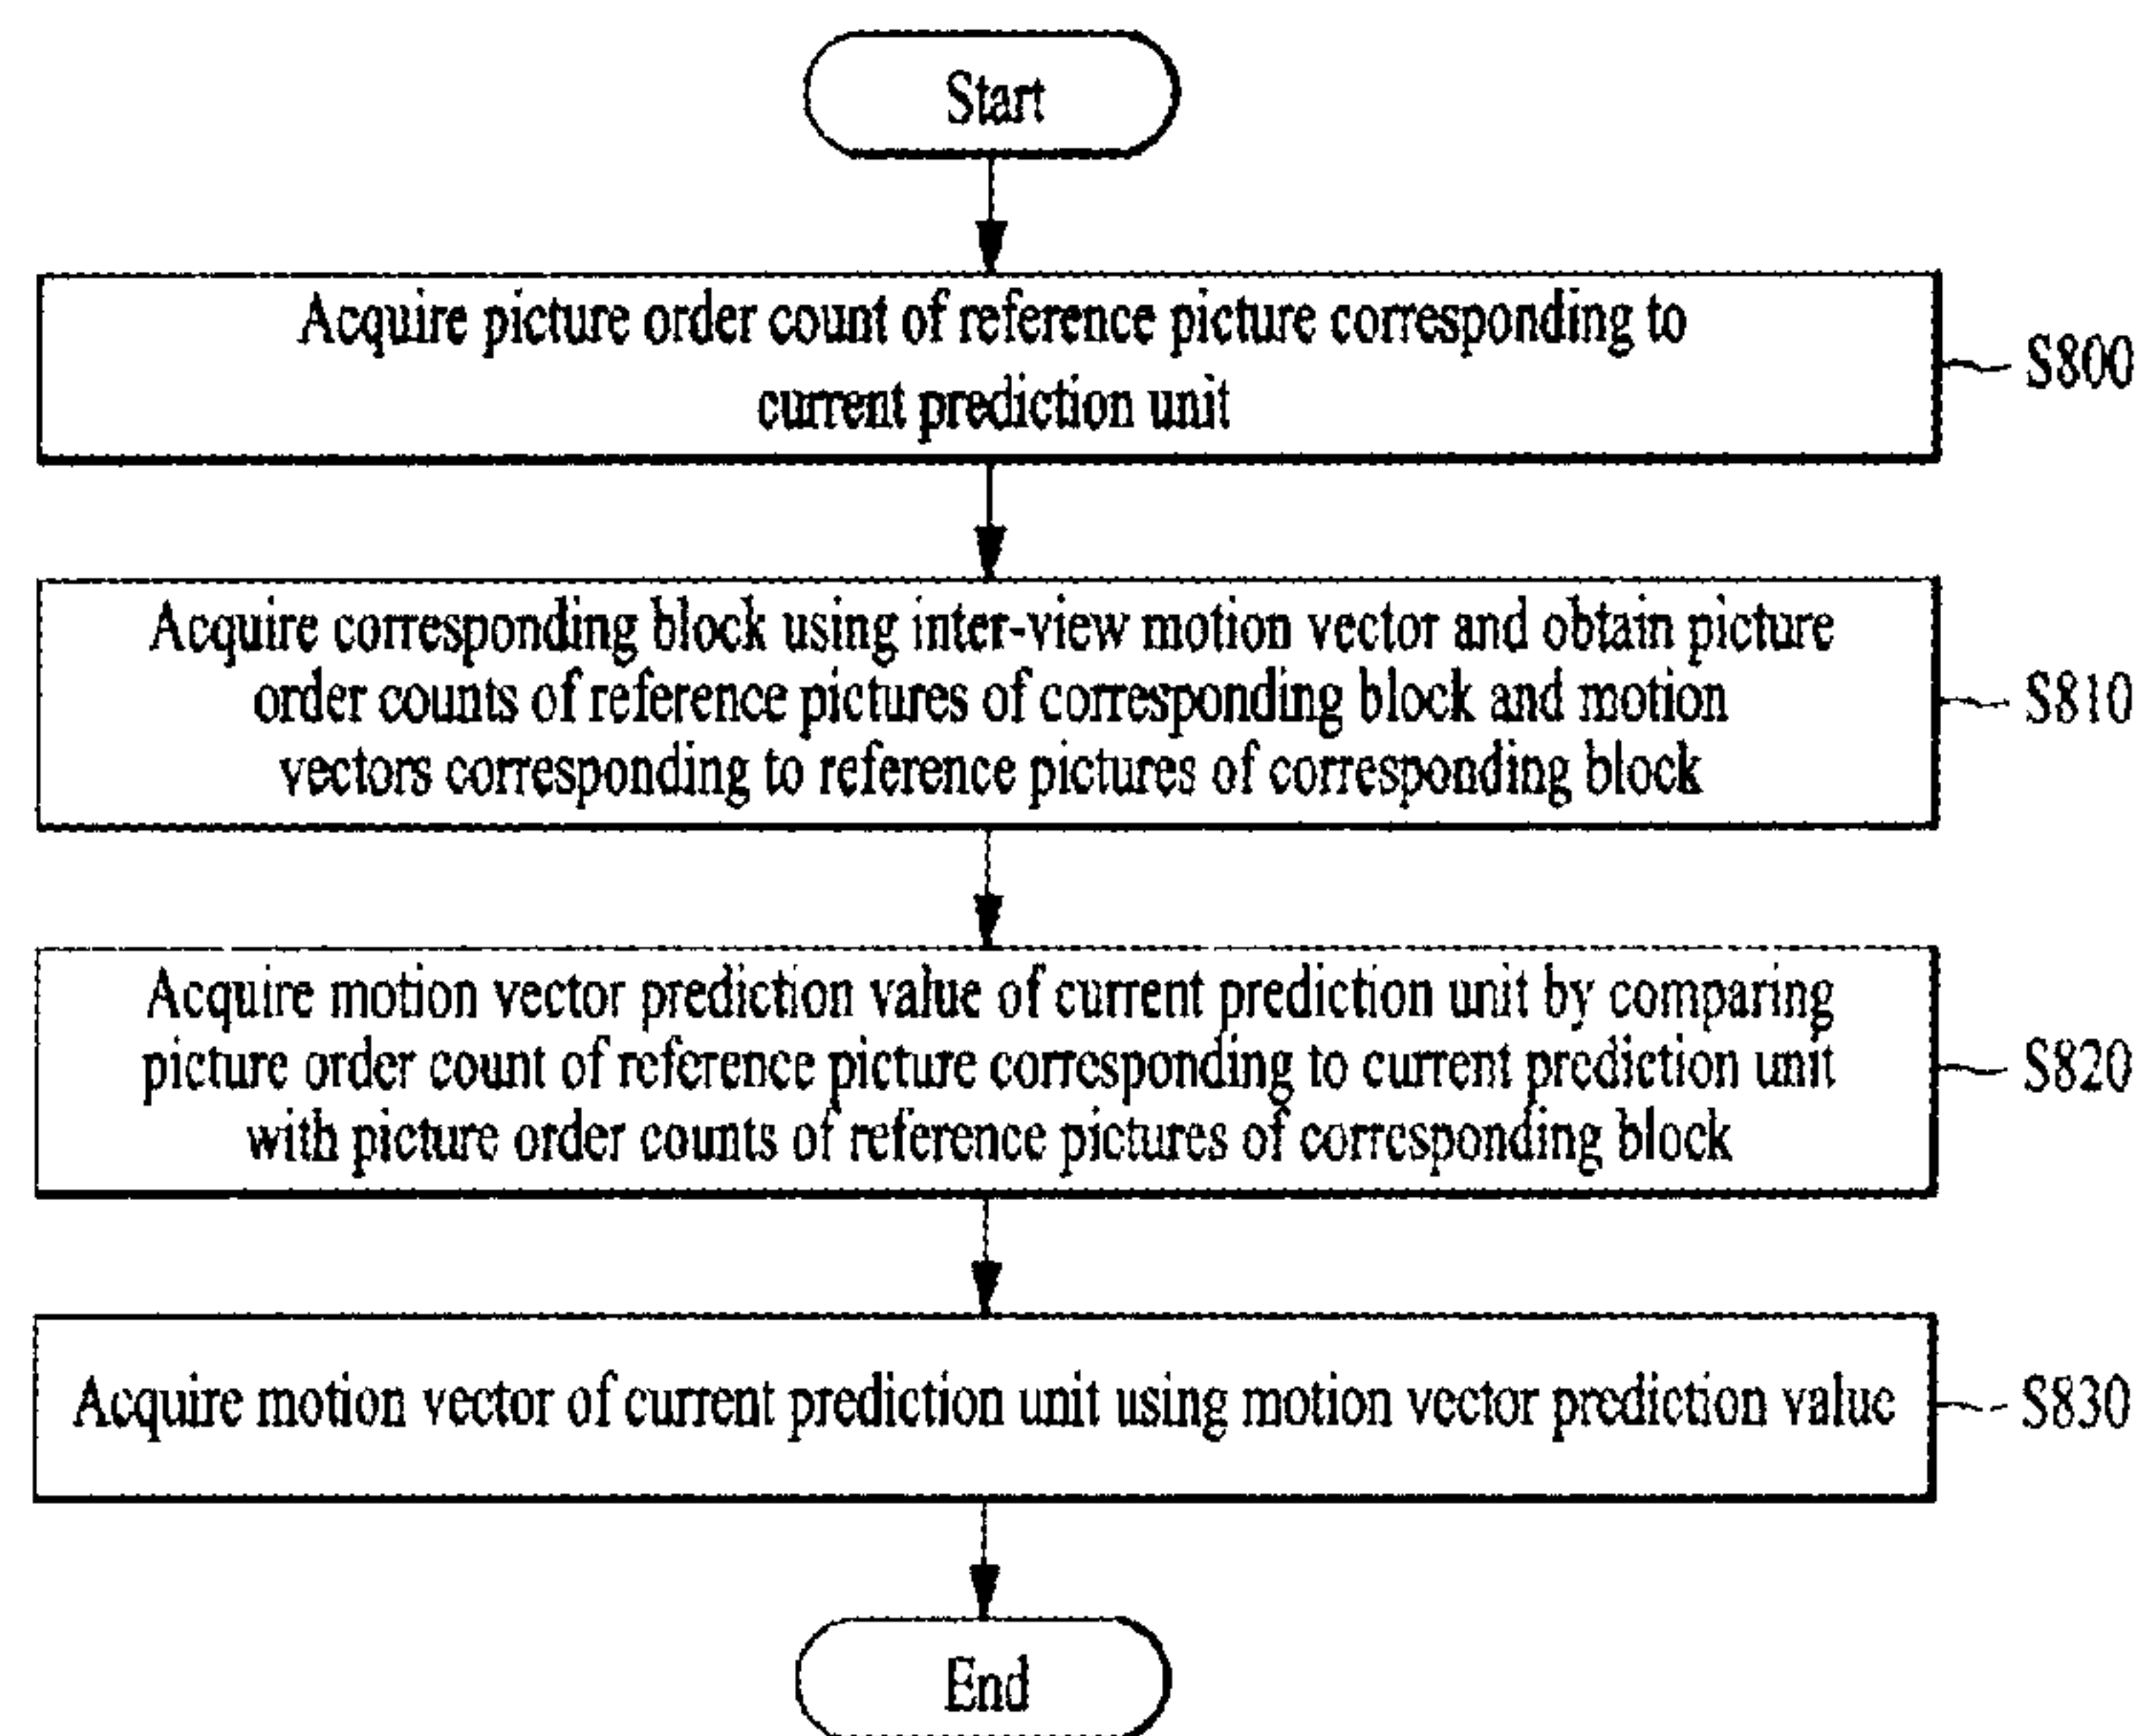 Start
Acquire picture order count of reference picture corresponding to
current prediction unit
S800
Acquire corresponding block using inter-view motion vector and obtain picture
order counts of reference pictures of corresponding block and motion
vectors corresponding to reference pictures of corresponding block
S810
Acquire motion vector prediction value of current prediction unit by comparing
picture order count of reference picture corresponding to current prediction unit
with picture order counts of reference pictures of corresponding block
S820
Acquire motion vector of current prediction unit using motion vector prediction value
S830
End